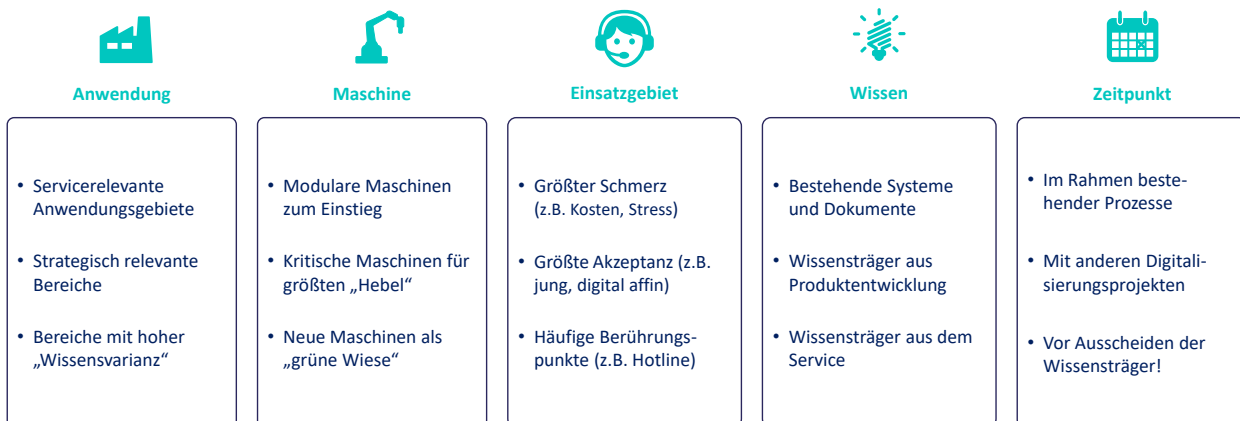 Anwendung
• Servicerelevante
Anwendungsgebiete
• Strategisch relevante
Bereiche
• Bereiche mit hoher
„Wissensvarianz“
Maschine
• Modulare Maschinen
zum Einstieg
• Kritische Maschinen für
größten „Hebel“
• Neue Maschinen als
„grüne Wiese“
Einsatzgebiet
• Größter Schmerz
(z.B. Kosten, Stress)
• Größte Akzeptanz (z.B.
jung, digital affin)
• Häufige Berührungs-
punkte (z.B. Hotline)
Wissen
• Bestehende Systeme
und Dokumente
• Wissensträger aus
Produktentwicklung
• Wissensträger aus dem
Service
Zeitpunkt
• Im Rahmen beste-
hender Prozesse
• Mit anderen Digitali-
sierungsprojekten
• Vor Ausscheiden der
Wissensträger!